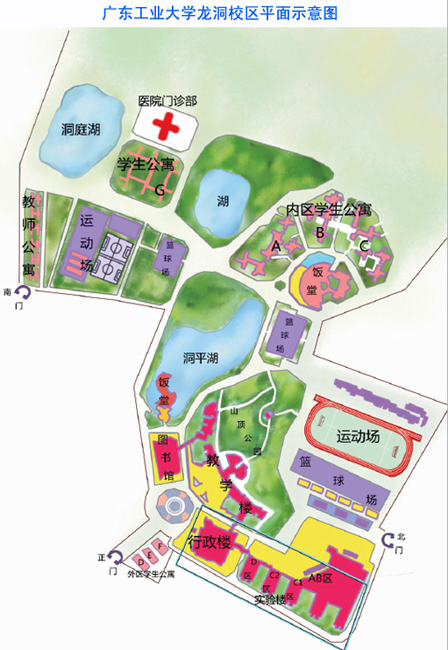 广东工业大学龙洞校区平面示意图
医院门诊部
洞庭湖
学生公寓
G
湖
教师公寓
运动场
篮球场
内区学生公寓
A
B
C
饭堂
南门
篮球场
洞平湖
饭堂
山顶公园
运动场
图书馆
教学楼
篮球场
行政楼
北门
正门
D
E
F
外区学生公寓
D区
C2区
C1区
AB区
实验楼